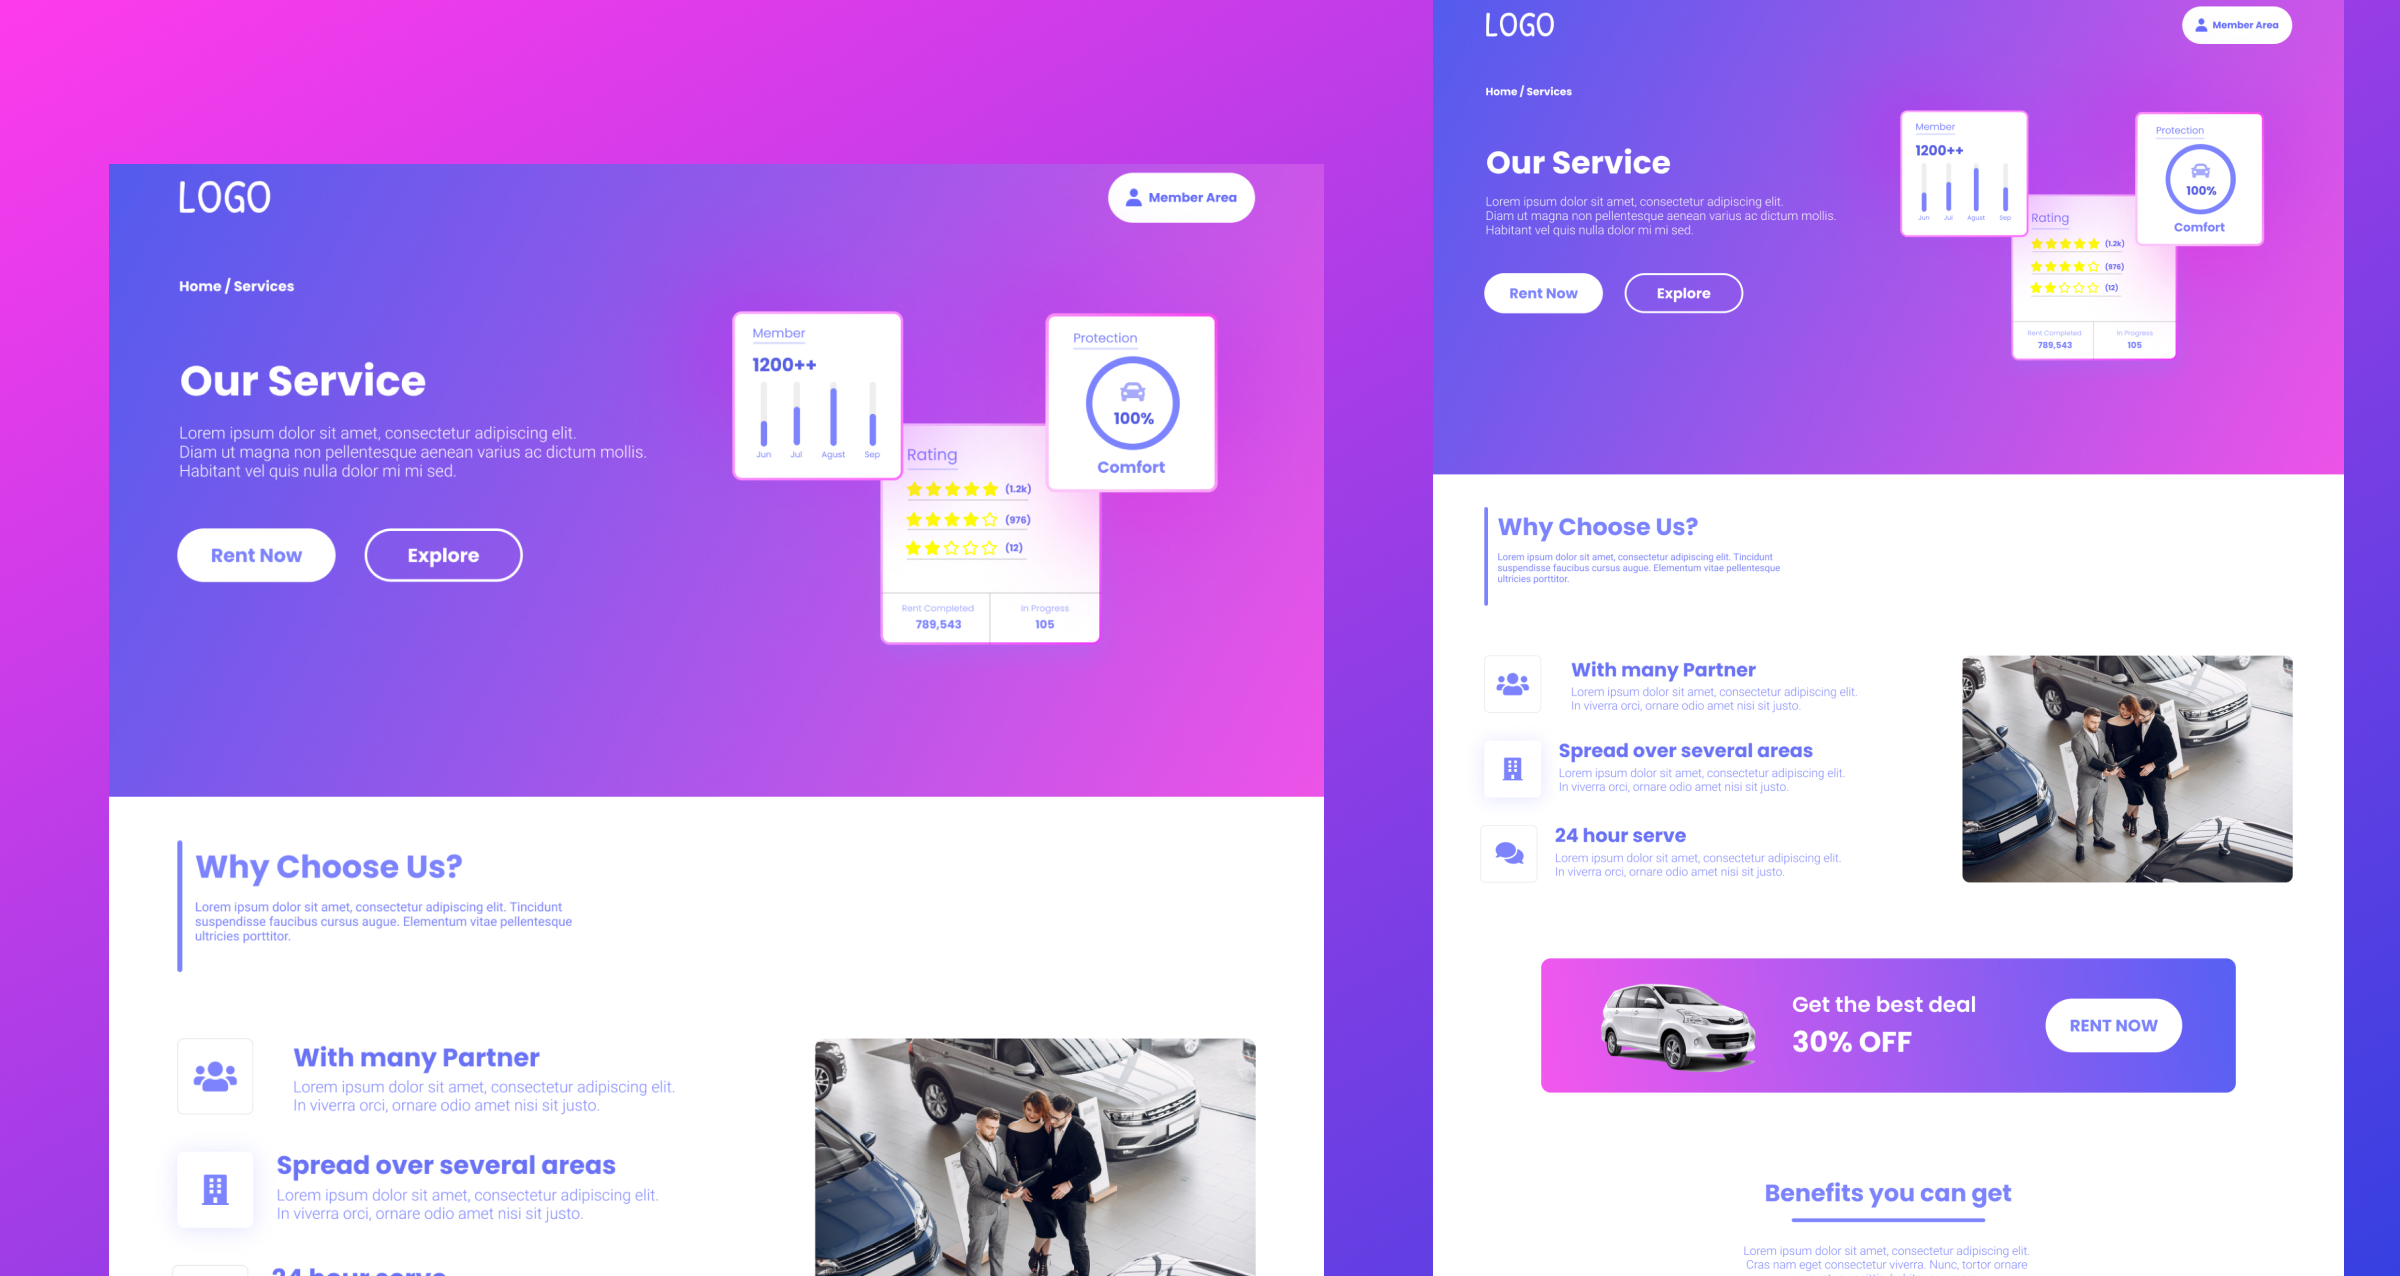 LOGO
Member Area
Home / Services
Our Service
Lorem ipsum dolor sit amet, consectetur adipiscing elit.
Diam ut magna non pellentesque aenean varius ac dictum mollis.
Habitant vel quis nulla dolor mi mi sed.
Rent Now
Explore
Member
1200++
Jun Jul Agust Sep
Protection
100%
Comfort
Rating
(1.2k)
(976)
(12)
Rent Completed
789,543
In Progress
105
Why Choose Us?
Lorem ipsum dolor sit amet, consectetur adipiscing elit. Tincidunt
suspendisse faucibus cursus augue. Elementum vitae pellentesque
ultricies porttitor.
With many Partner
Lorem ipsum dolor sit amet, consectetur adipiscing elit.
In viverra orci, ornare odio amet nisi sit justo.
Spread over several areas
Lorem ipsum dolor sit amet, consectetur adipiscing elit.
In viverra orci, ornare odio amet nisi sit justo.
24 hour serve
LOGO
Member Area
Home / Services
Our Service
Lorem ipsum dolor sit amet, consectetur adipiscing elit.
Diam ut magna non pellentesque aenean varius ac dictum mollis.
Habitant vel quis nulla dolor mi mi sed.
Rent Now
Explore
Member
1200++
Jun Jul Agust Sep
Protection
100%
Comfort
Rating
(1.2k)
(976)
(12)
Rent Completed
789,543
In Progress
105
Why Choose Us?
Lorem ipsum dolor sit amet, consectetur adipiscing elit. Tincidunt
suspendisse faucibus cursus augue. Elementum vitae pellentesque
ultricies porttitor.
With many Partner
Lorem ipsum dolor sit amet, consectetur adipiscing elit.
In viverra orci, ornare odio amet nisi sit justo.
Spread over several areas
Lorem ipsum dolor sit amet, consectetur adipiscing elit.
In viverra orci, ornare odio amet nisi sit justo.
24 hour serve
Lorem ipsum dolor sit amet, consectetur adipiscing elit.
In viverra orci, ornare odio amet nisi sit justo.
Get the best deal
30% OFF
RENT NOW
Benefits you can get
Lorem ipsum dolor sit amet, consectetur adipiscing elit.
Cras nam eget consectetur viverra. Nunc, tortor ornare